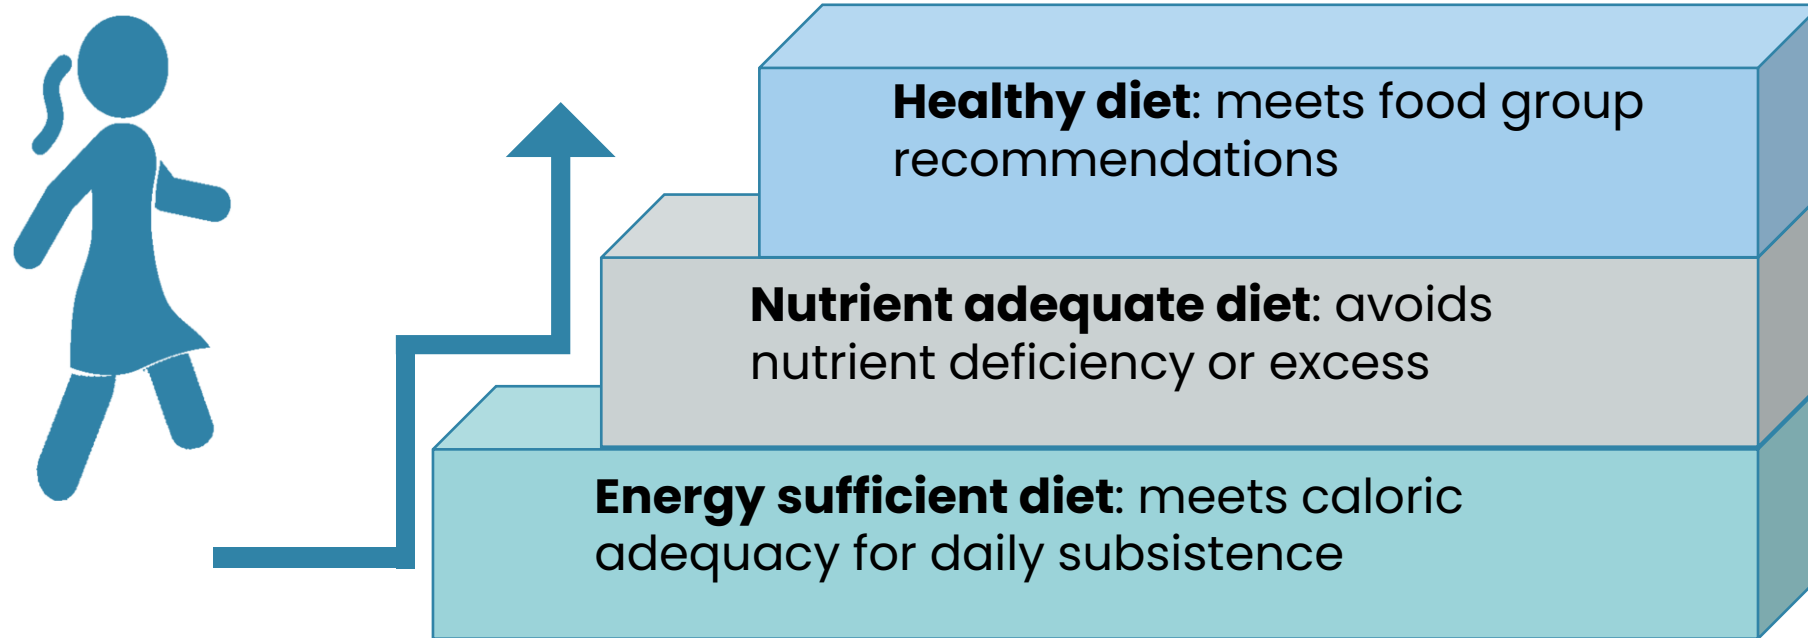 Healthy diet: meets food group
recommendations
Nutrient adequate diet: avoids
nutrient deficiency or excess
Energy sufficient diet: meets caloric
adequacy for daily subsistence